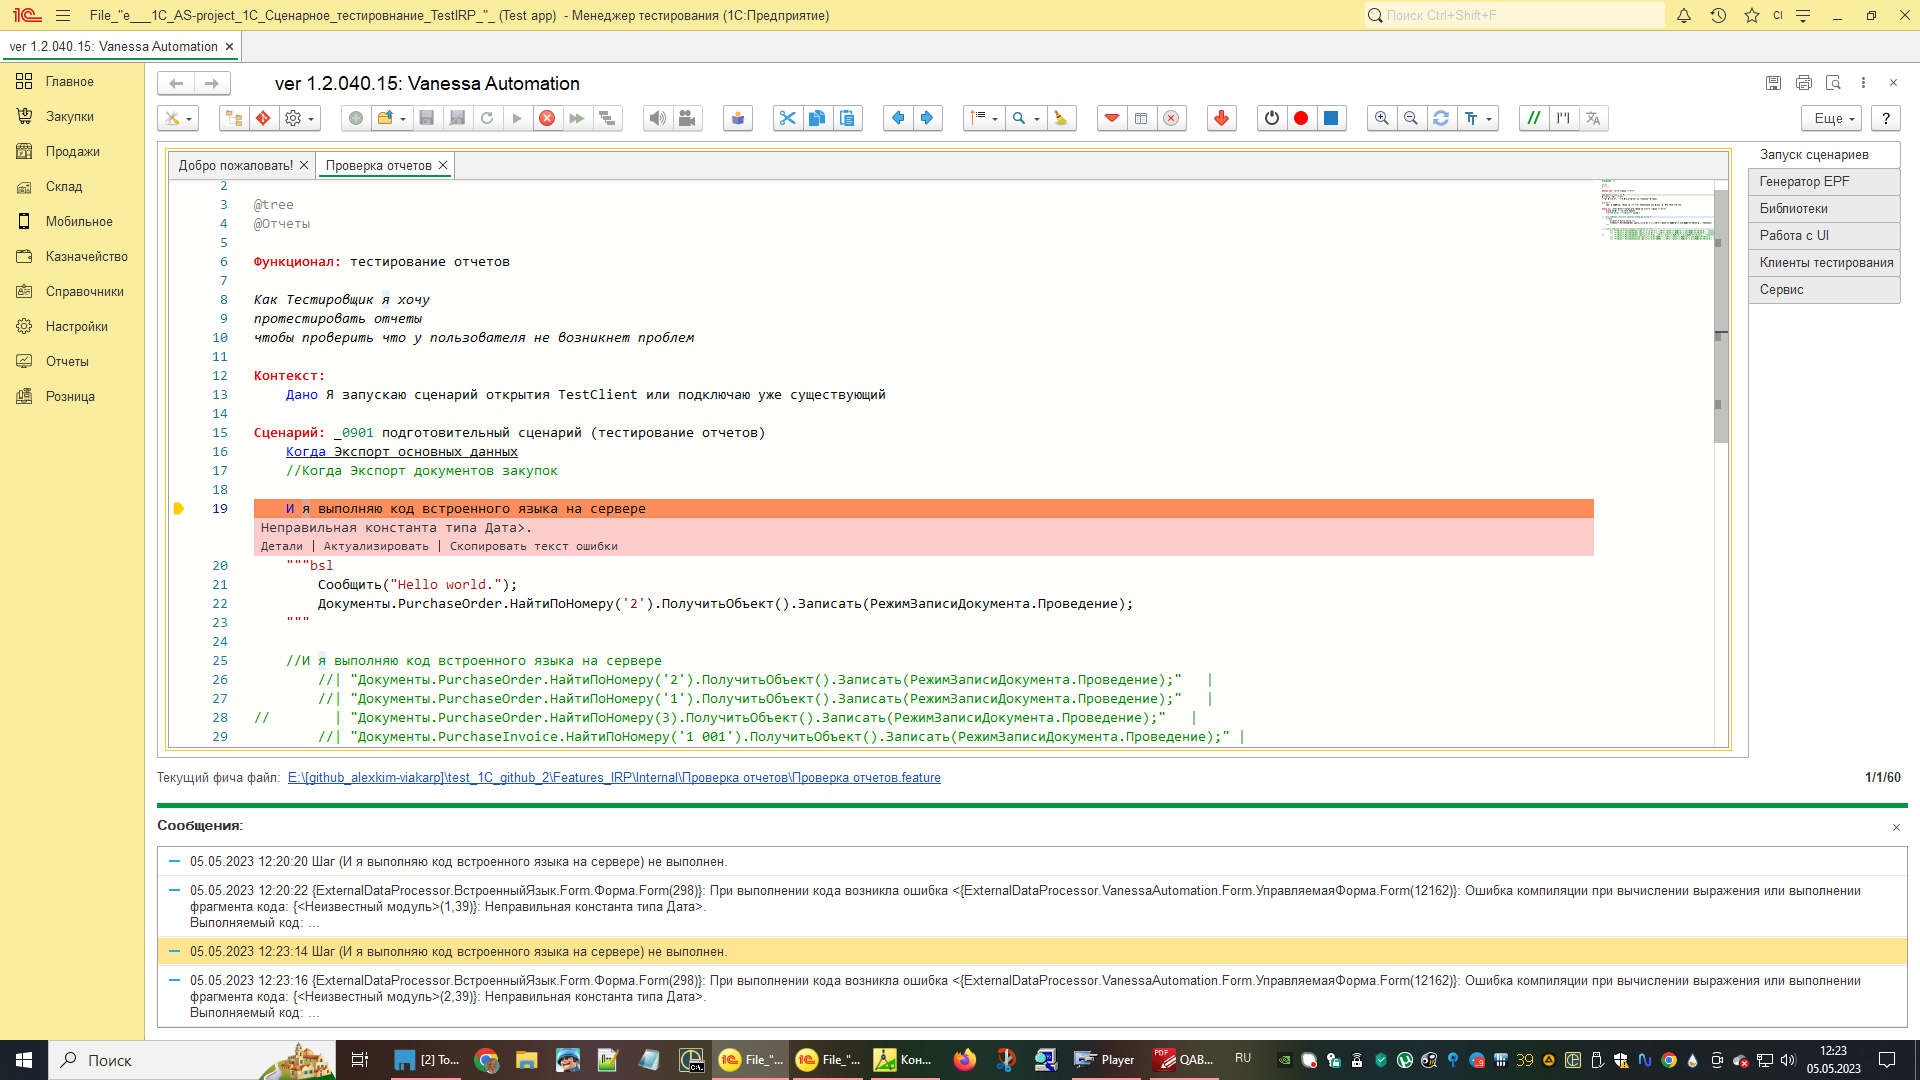 File_"e___1C_AS-project_1С_Сценарное_тестировнание_TestIRP_"_ (Test app) - Менеджер тестирования (1С:Предприятие)
Поиск Ctrl+Shift+F
CI
ver 1.2.040.15: Vanessa Automation
Главное
Закупки
Продажи
Склад
Мобильное
Казначейство
Справочники
Настройки
Отчеты
Розница
ver 1.2.040.15: Vanessa Automation
Еще
?
Добро пожаловать!
Проверка отчетов
2
3 @tree
4 @Отчеты
5
6 Функционал: тестирование отчетов
7
8 Как Тестировщик я хочу
9 протестировать отчеты
10 чтобы проверить что у пользователя не возникнет проблем
11
12 Контекст:
13 Дано Я запускаю сценарий открытия TestClient или подключаю уже существующий
14
15 Сценарий: _0901 подготовительный сценарий (тестирование отчетов)
16 Когда Экспорт основных данных
17 //Когда Экспорт документов закупок
18
19 И я выполняю код встроенного языка на сервере
Неправильная константа типа Дата>.
Детали | Актуализировать | Скопировать текст ошибки
20 """bsl
21 Сообщить("Hello world.");
22 Документы.PurchaseOrder.НайтиПоНомеру('2').ПолучитьОбъект().Записать(РежимЗаписиДокумента.Проведение);
23 """
24
25 //И я выполняю код встроенного языка на сервере
26 //| "Документы.PurchaseOrder.НайтиПоНомеру('2').ПолучитьОбъект().Записать(РежимЗаписиДокумента.Проведение);" |
27 //| "Документы.PurchaseOrder.НайтиПоНомеру('1').ПолучитьОбъект().Записать(РежимЗаписиДокумента.Проведение);" |
28 // | "Документы.PurchaseOrder.НайтиПоНомеру(3).ПолучитьОбъект().Записать(РежимЗаписиДокумента.Проведение);" |
29 //| "Документы.PurchaseInvoice.НайтиПоНомеру('1 001').ПолучитьОбъект().Записать(РежимЗаписиДокумента.Проведение);" |
Запуск сценариев
Генератор EPF
Библиотеки
Работа с UI
Клиенты тестирования
Сервис
Текущий фича файл: E:\[github_alexkim-viakarp]\test_1C_github_2\Features_IRP\Internal\Проверка отчетов\Проверка отчетов.feature
1/1/60
Сообщения:
05.05.2023 12:20:20 Шаг (И я выполняю код встроенного языка на сервере) не выполнен.
05.05.2023 12:20:22 {ExternalDataProcessor.ВстроенныйЯзык.Form.Форма.Form(298)}: При выполнении кода возникла ошибка <{ExternalDataProcessor.VanessaAutomation.Form.УправляемаяФорма.Form(12162)}: Ошибка компиляции при вычислении выражения или выполнении
фрагмента кода: {<Неизвестный модуль>(1,39)}: Неправильная константа типа Дата>.
Выполняемый код: ...
05.05.2023 12:23:14 Шаг (И я выполняю код встроенного языка на сервере) не выполнен.
05.05.2023 12:23:16 {ExternalDataProcessor.ВстроенныйЯзык.Form.Форма.Form(298)}: При выполнении кода возникла ошибка <{ExternalDataProcessor.VanessaAutomation.Form.УправляемаяФорма.Form(12162)}: Ошибка компиляции при вычислении выражения или выполнении
фрагмента кода: {<Неизвестный модуль>(2,39)}: Неправильная константа типа Дата>.
Выполняемый код: ...
Поиск
[2] To...
File_"...
File_"...
Кон...
Player
QAB...
RU
39
12:23
05.05.2023